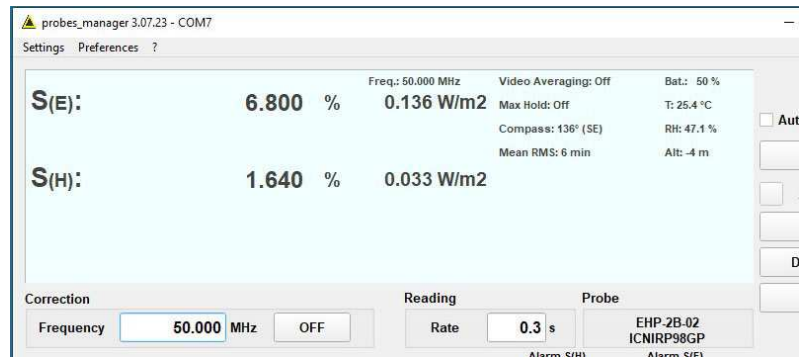 probes_manager 3.07.23 - COM7
Settings Preferences ?
Freq.: 50.000 MHz Video Averaging: Off Bat.: 50 %
S(E): 6.800 % 0.136 W/m2 Max Hold: Off T: 25.4 °C
Aut
Compass: 136° (SE) RH: 47.1 %
Mean RMS: 6 min Alt: -4 m
S(H): 1.640 % 0.033 W/m2
D
Correction Reading Probe
Frequency 50.000 MHz OFF Rate 0.3 s EHP-2B-02
ICNIRP98GP
Alarm S(H) Alarm S(E)